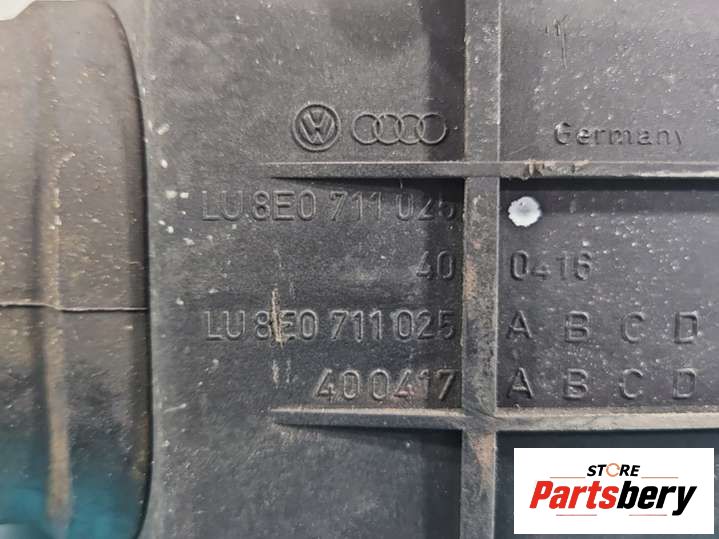 Germany
LU 8E0 711 025
40 0416
LU 8E0 711 025 A B C D
400417 A B C D
STORE
Partsbery